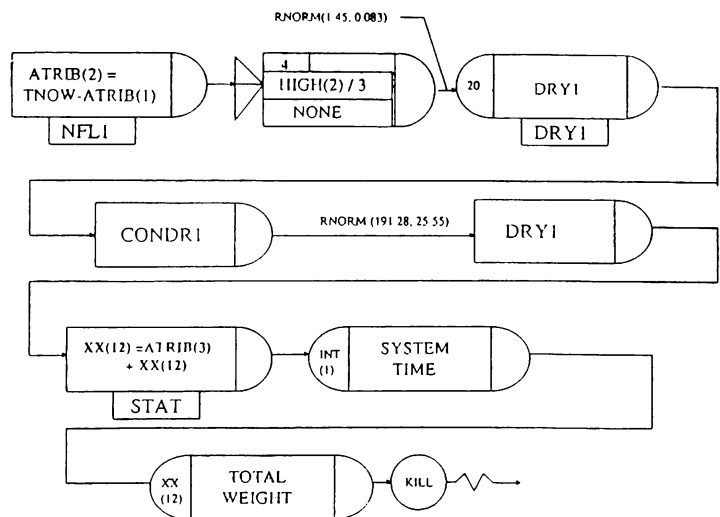 RNORM(1 45, 0 083)
ATRIB(2) =
TNOW-ATRIB(1)
NFL1
4
HIGH(2) / 3
NONE
20
DRY1
DRY1
CONDR1
RNORM (191 28, 25 55)
DRY1
XX(12) =ATRIB(3)
+ XX(12)
STAT
INT
(1)
SYSTEM
TIME
XX
(12)
TOTAL
WEIGHT
KILL